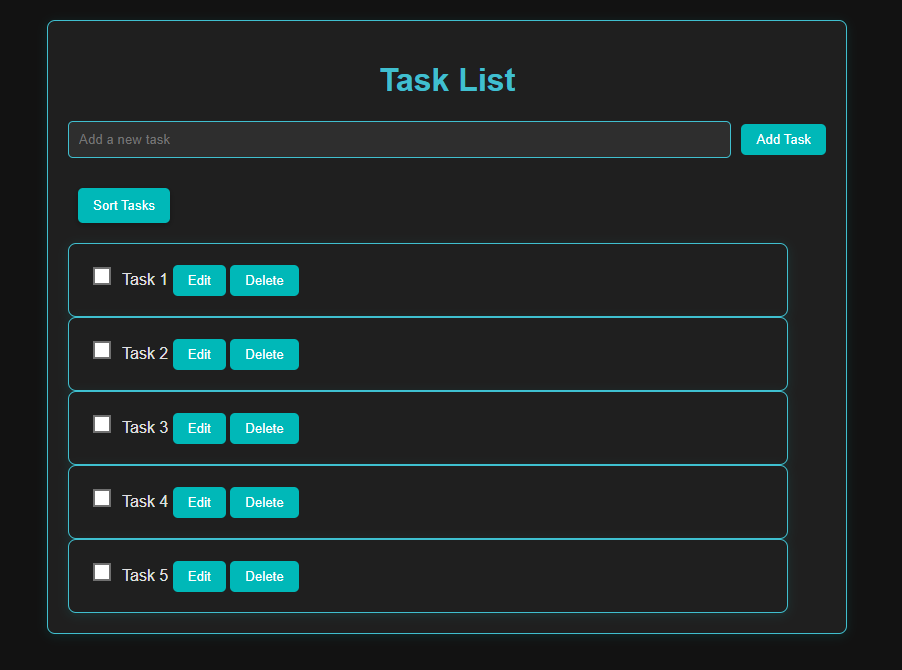 Task List
Add a new task Add Task
Sort Tasks
Task 1 Edit Delete
Task 2 Edit Delete
Task 3 Edit Delete
Task 4 Edit Delete
Task 5 Edit Delete